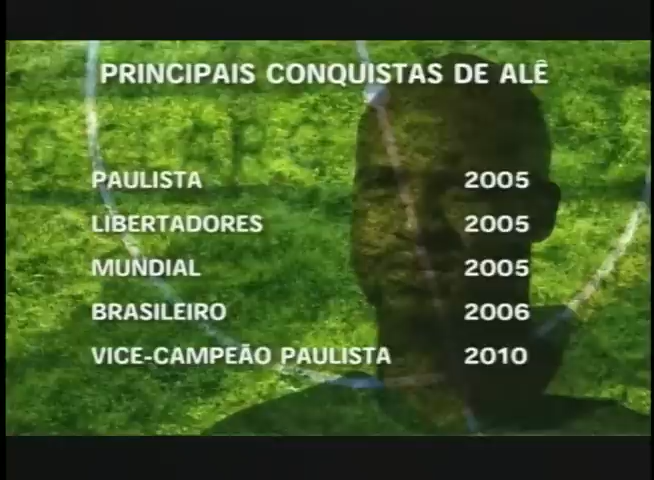 PRINCIPAIS CONQUISTAS DE ALÊ
PAULISTA 2005
LIBERTADORES 2005
MUNDIAL 2005
BRASILEIRO 2006
VICE-CAMPEÃO PAULISTA 2010